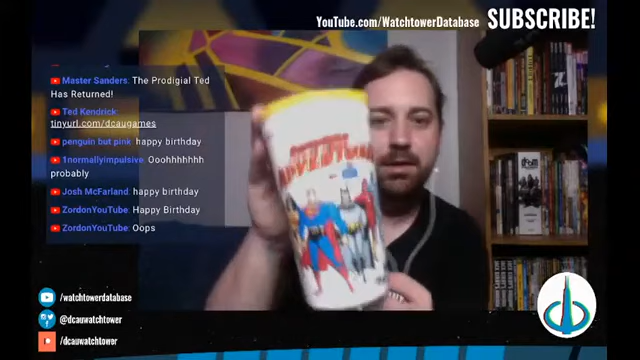 YouTube.com/WatchtowerDatabase SUBSCRIBE!
Master Sanders: The Prodigial Ted
Has Returned!
Ted Kendrick:
tinyurl.com/dcaugames
penguin but pink: happy birthday
1normallyimpulsive: Ooohhhhhhh
probably
Josh McFarland: happy birthday
ZordonYouTube: Happy Birthday
ZordonYouTube: Oops
/watchtowerdatabase
@dcauwatchtower
/dcauwatchtower